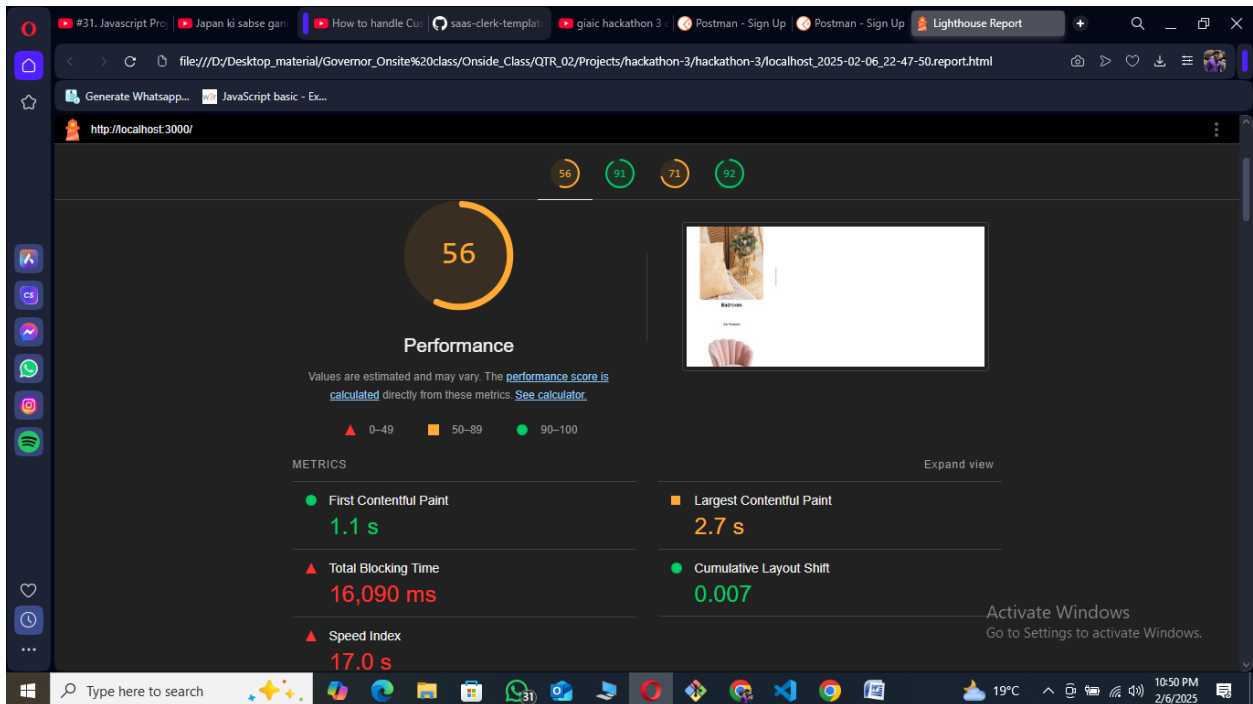 #31. Javascript Proj
Japan ki sabse gan
How to handle Cus
saas-clerk-templat
giaic hackathon 3 c
Postman - Sign Up
Postman - Sign Up
Lighthouse Report
file:///D:/Desktop_material/Governor_Onsite%20class/Onside_Class/QTR_02/Projects/hackathon-3/hackathon-3/localhost_2025-02-06_22-47-50.report.html
Generate Whatsapp...
w3r
JavaScript basic - Ex...
http://localhost:3000/
56
91
71
92
56
Bedroom
Performance
Values are estimated and may vary. The performance score is
calculated directly from these metrics. See calculator.
0–49
50–89
90–100
METRICS
Expand view
First Contentful Paint
1.1 s
Largest Contentful Paint
2.7 s
Total Blocking Time
16,090 ms
Cumulative Layout Shift
0.007
Speed Index
17.0 s
CS
Activate Windows
Go to Settings to activate Windows.
Type here to search
31
19°C
10:50 PM
2/6/2025